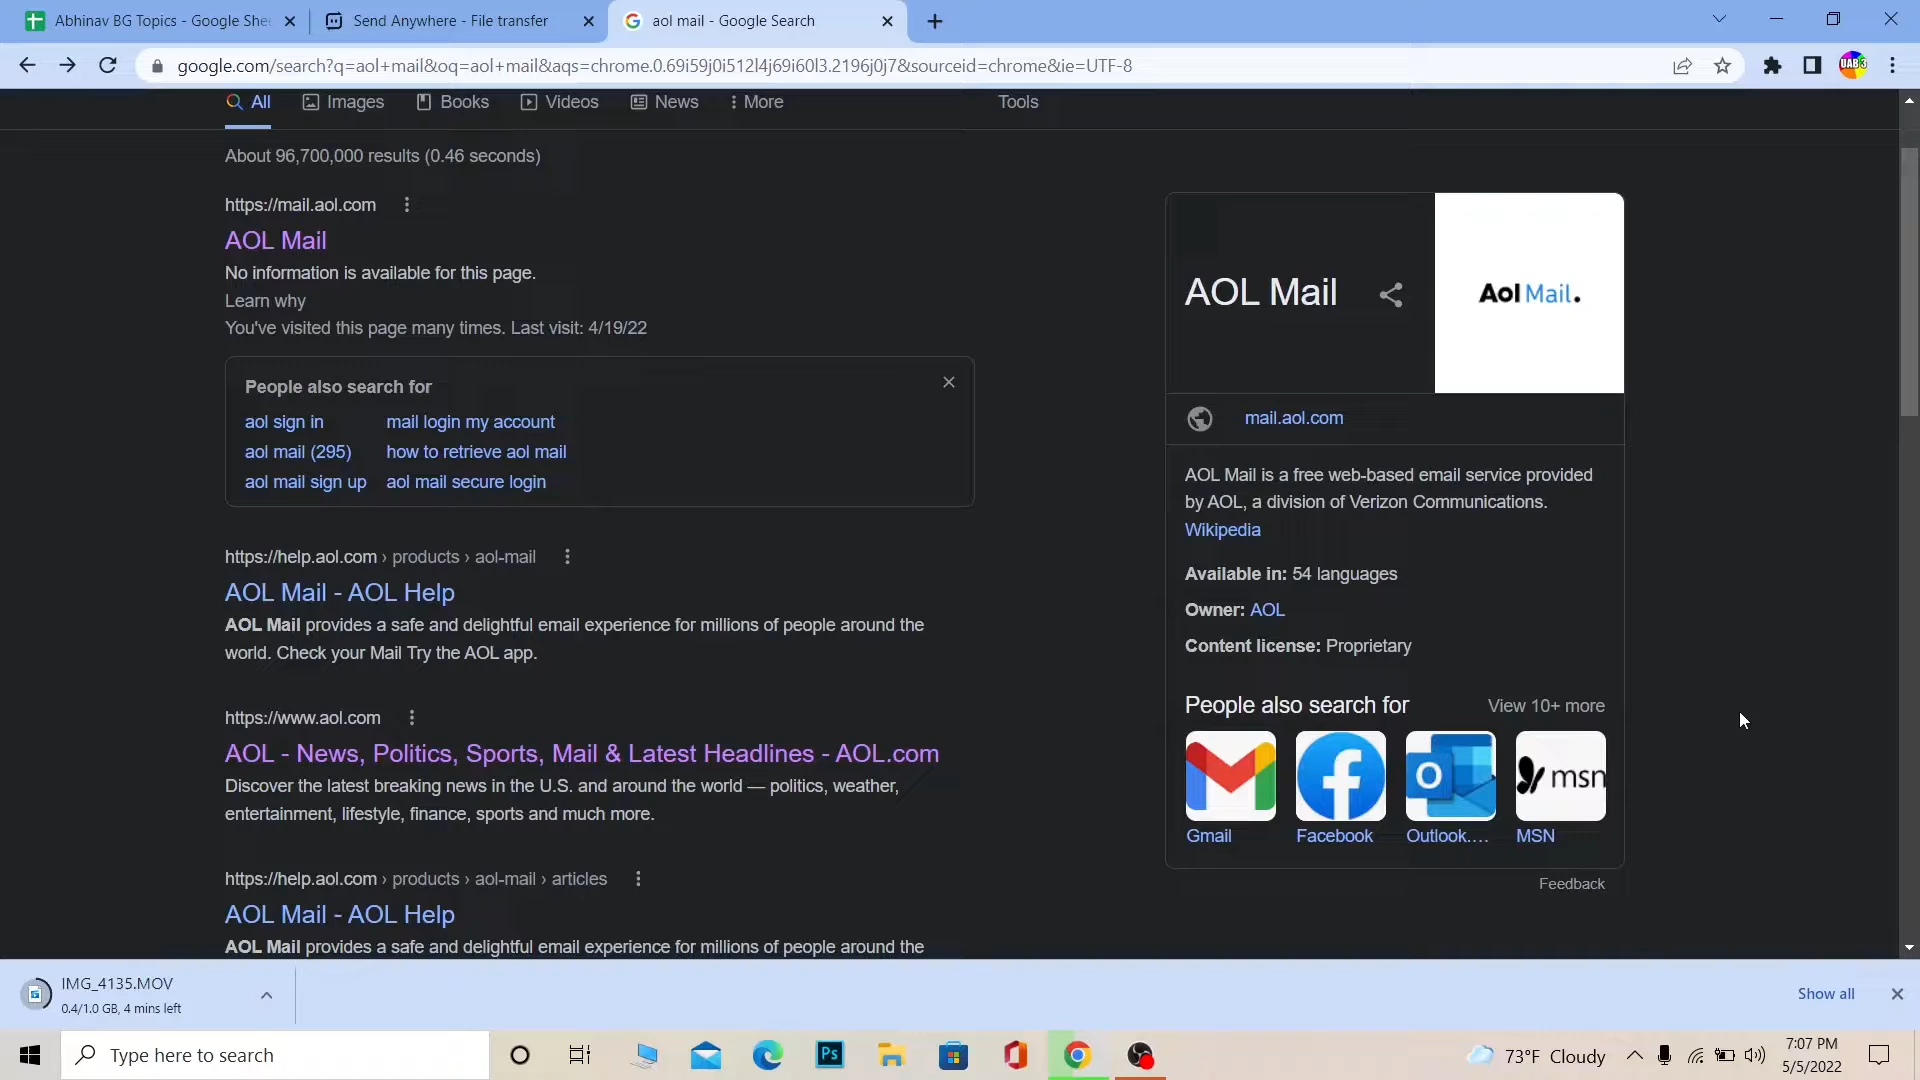 Abhinav BG Topics - Google She
Send Anywhere - File transfer
aol mail - Google Search
google.com/search?q=aol+mail&oq=aol+mail&aqs=chrome.0.69i59j0i512l4j69i60l3.2196j0j7&sourceid=chrome&ie=UTF-8
UAB 3
All Images Books Videos News More Tools
About 96,700,000 results (0.46 seconds)
https://mail.aol.com
AOL Mail
No information is available for this page.
Learn why
You've visited this page many times. Last visit: 4/19/22
People also search for
aol sign in mail login my account
aol mail (295) how to retrieve aol mail
aol mail sign up aol mail secure login
https://help.aol.com › products › aol-mail
AOL Mail - AOL Help
AOL Mail provides a safe and delightful email experience for millions of people around the
world. Check your Mail Try the AOL app.
https://www.aol.com
AOL - News, Politics, Sports, Mail & Latest Headlines - AOL.com
Discover the latest breaking news in the U.S. and around the world — politics, weather,
entertainment, lifestyle, finance, sports and much more.
https://help.aol.com › products › aol-mail › articles
AOL Mail - AOL Help
AOL Mail provides a safe and delightful email experience for millions of people around the
AOL Mail
Aol Mail.
mail.aol.com
AOL Mail is a free web-based email service provided
by AOL, a division of Verizon Communications.
Wikipedia
Available in: 54 languages
Owner: AOL
Content license: Proprietary
People also search for View 10+ more
msn
Gmail Facebook Outlook.... MSN
Feedback
IMG_4135.MOV
0.4/1.0 GB, 4 mins left
Show all
Type here to search
Ps
73°F Cloudy
7:07 PM
5/5/2022